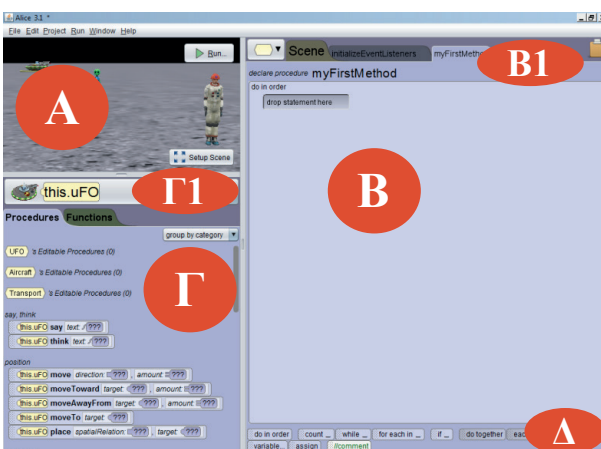 Alice 3.1 *
File Edit Project Run Window Help
Run...
A
Setup Scene
this.uFO
Γ1
Procedures Functions
group by category
UFO 's Editable Procedures (0)
Aircraft 's Editable Procedures (0)
Transport 's Editable Procedures (0)
Γ
say, think
this.uFO say text: ???
this.uFO think text: ???
position
this.uFO move direction: ??? , amount: ???
this.uFO moveToward target: ??? , amount: ???
this.uFO moveAwayFrom target: ??? , amount: ???
this.uFO moveTo target: ???
this.uFO place spatialRelation: ??? , target: ???
Scene initializeEventListeners myFirstMethod
B1
declare procedure myFirstMethod
do in order
drop statement here
B
do in order count _ while _ for each in _ if _ do together
Δ
variable... assign //comment